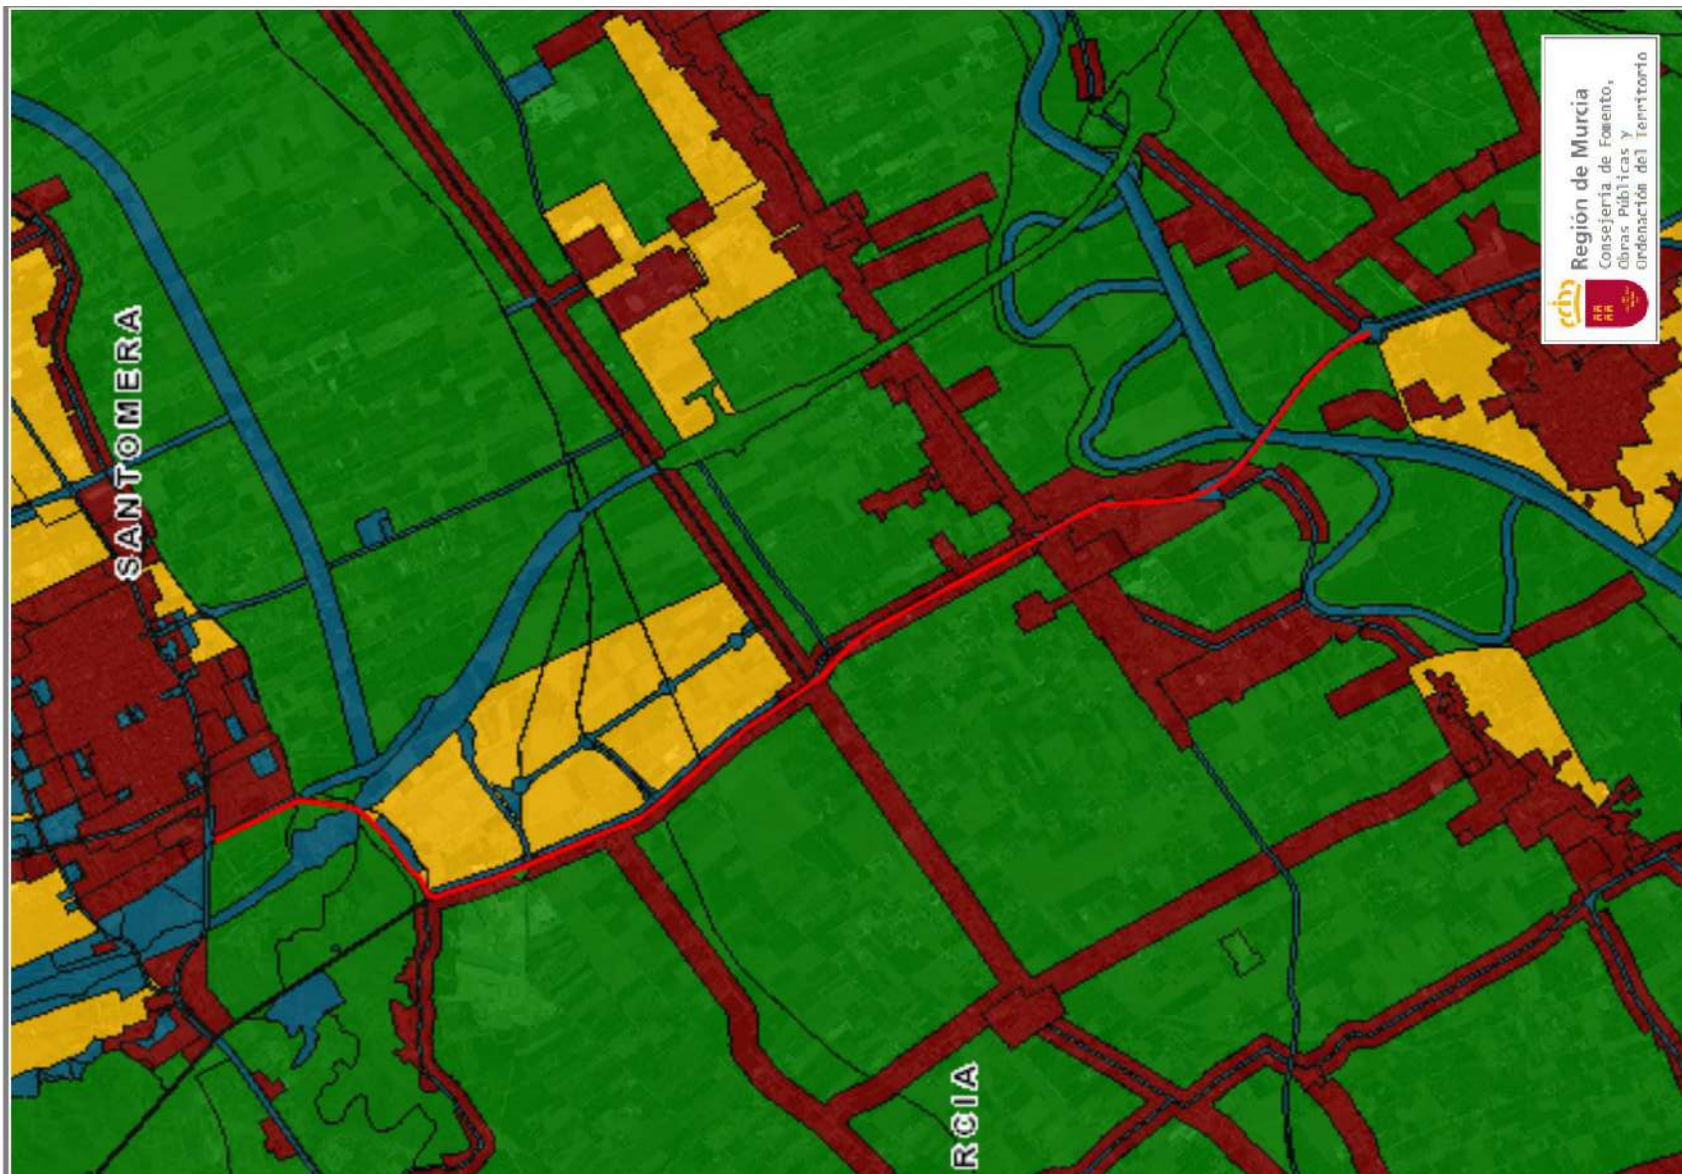 SANTOMERA
RCIA
Región de Murcia
Consejería de Fomento,
Obras Públicas y
Ordenación del Territorio